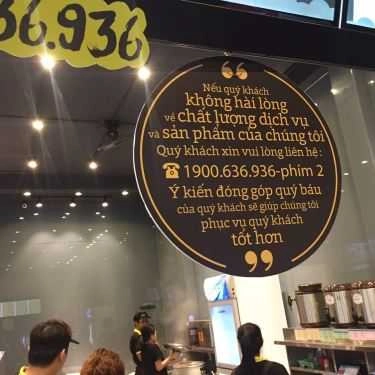 36.936
Nếu quý khách
không hài lòng
về chất lượng dịch vụ
và sản phẩm của chúng tôi
Quý khách xin vui lòng liên hệ :
☎ 1900.636.936-phím 2
Ý kiến đóng góp quý báu
của quý khách sẽ giúp chúng tôi
phục vụ quý khách
tốt hơn